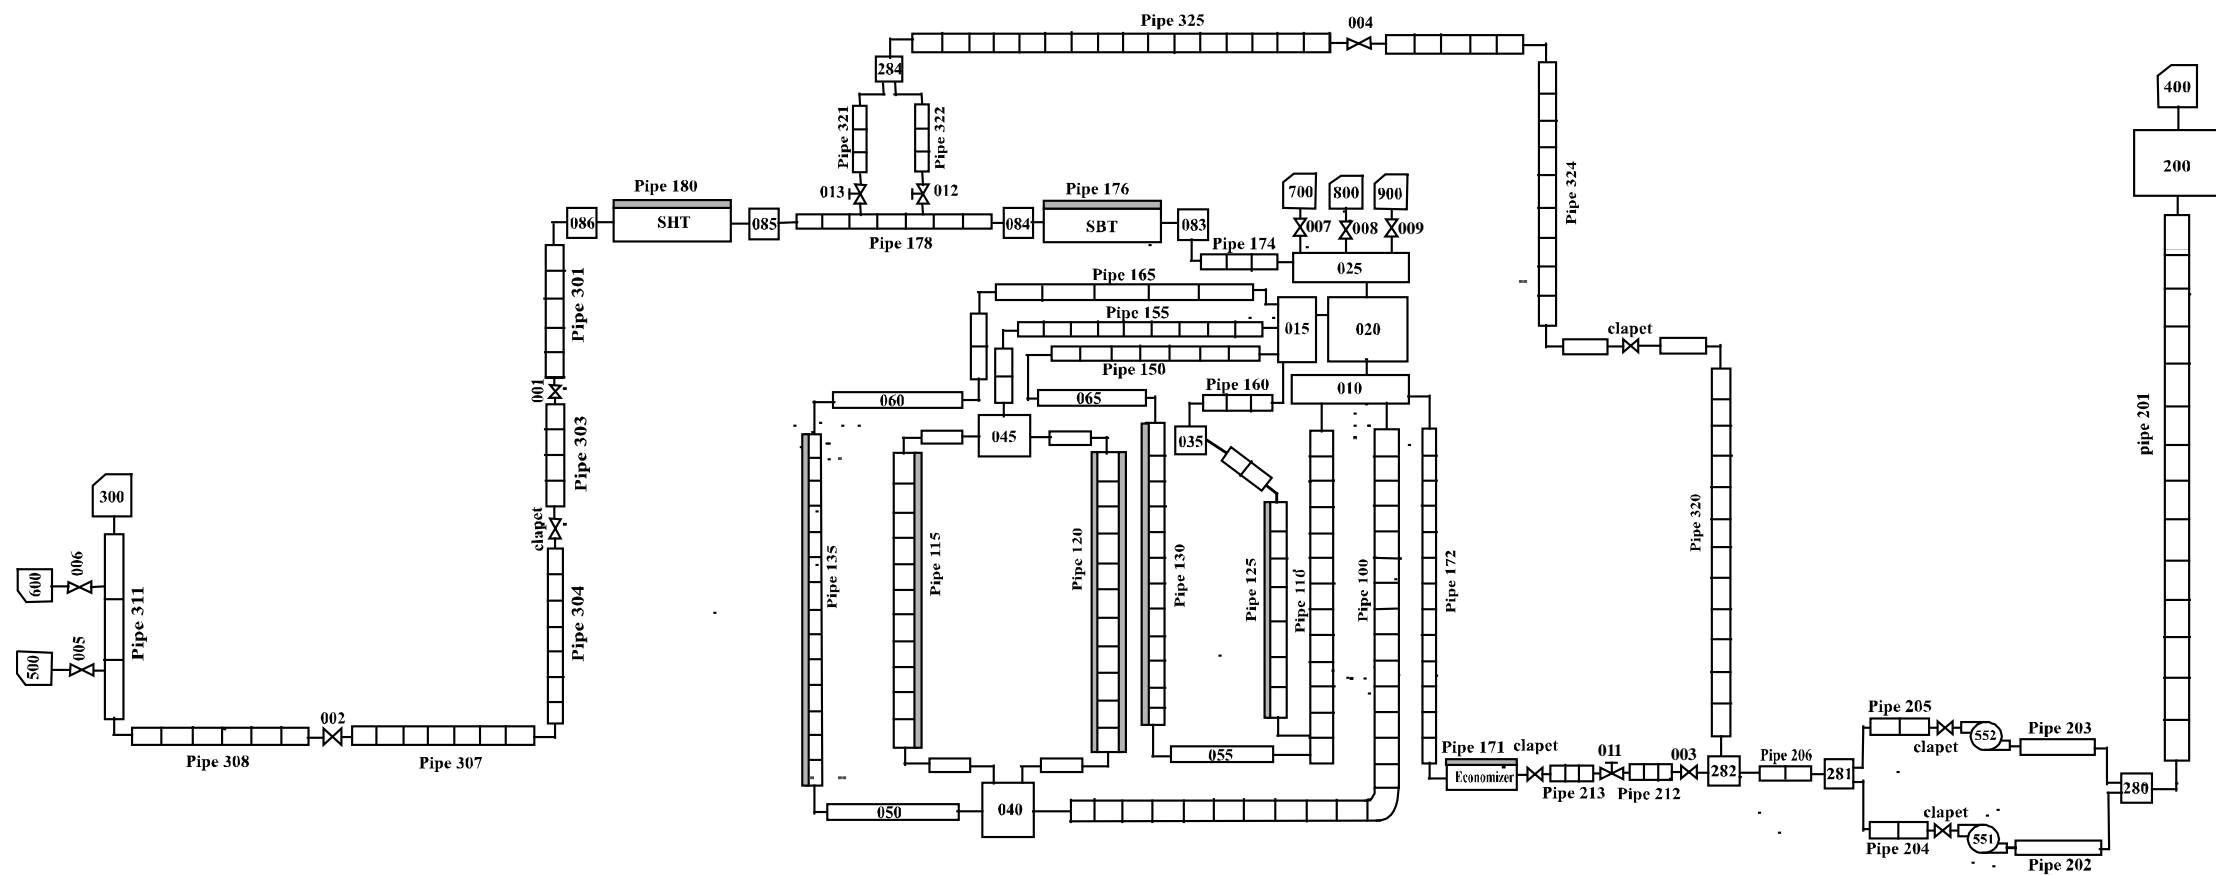 Pipe 325
004
284
400
Pipe 321
Pipe 322
013
012
Pipe 324
200
Pipe 180
SHT
086
085
Pipe 178
084
Pipe 176
SBT
083
700
800
900
007
008
009
Pipe 174
025
Pipe 301
Pipe 165
Pipe 155
015
020
clapet
Pipe 150
001
Pipe 160
010
060
065
Pipe 303
045
035
pipe 201
300
clapet
006
600
Pipe 311
005
500
Pipe 304
Pipe 135
Pipe 115
Pipe 120
Pipe 130
Pipe 125
Pipe 110
Pipe 100
Pipe 172
Pipe 320
002
Pipe 308
Pipe 307
055
050
040
Pipe 171
Economizer
clapet
011
003
Pipe 213
Pipe 212
282
Pipe 206
281
Pipe 205
clapet
552
Pipe 203
280
clapet
Pipe 204
551
Pipe 202